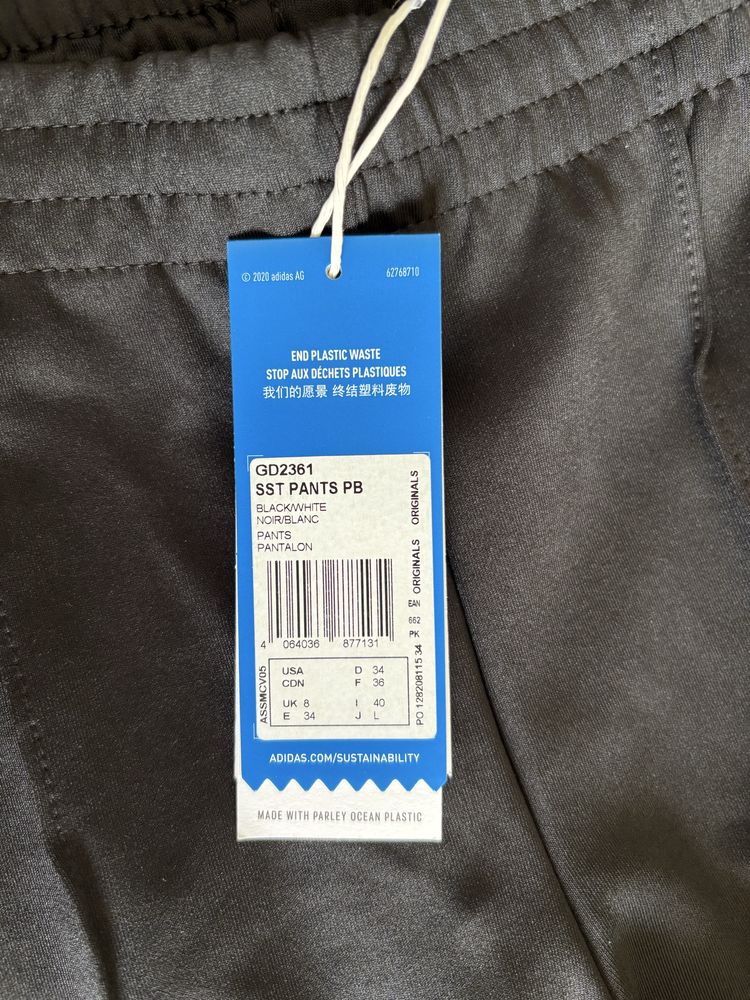 © 2020 adidas AG 62768710
END PLASTIC WASTE
STOP AUX DÉCHETS PLASTIQUES
我们的愿景 终结塑料废物
GD2361
SST PANTS PB
BLACK/WHITE
NOIR/BLANC
PANTS
PANTALON
ORIGINALS ORIGINALS
EAN
662
PK
4 064036 877131
ASSMCV05
USA D 34
CDN F 36
UK 8 I 40
E 34 J L
PO 128208115 34
ADIDAS.COM/SUSTAINABILITY
MADE WITH PARLEY OCEAN PLASTIC